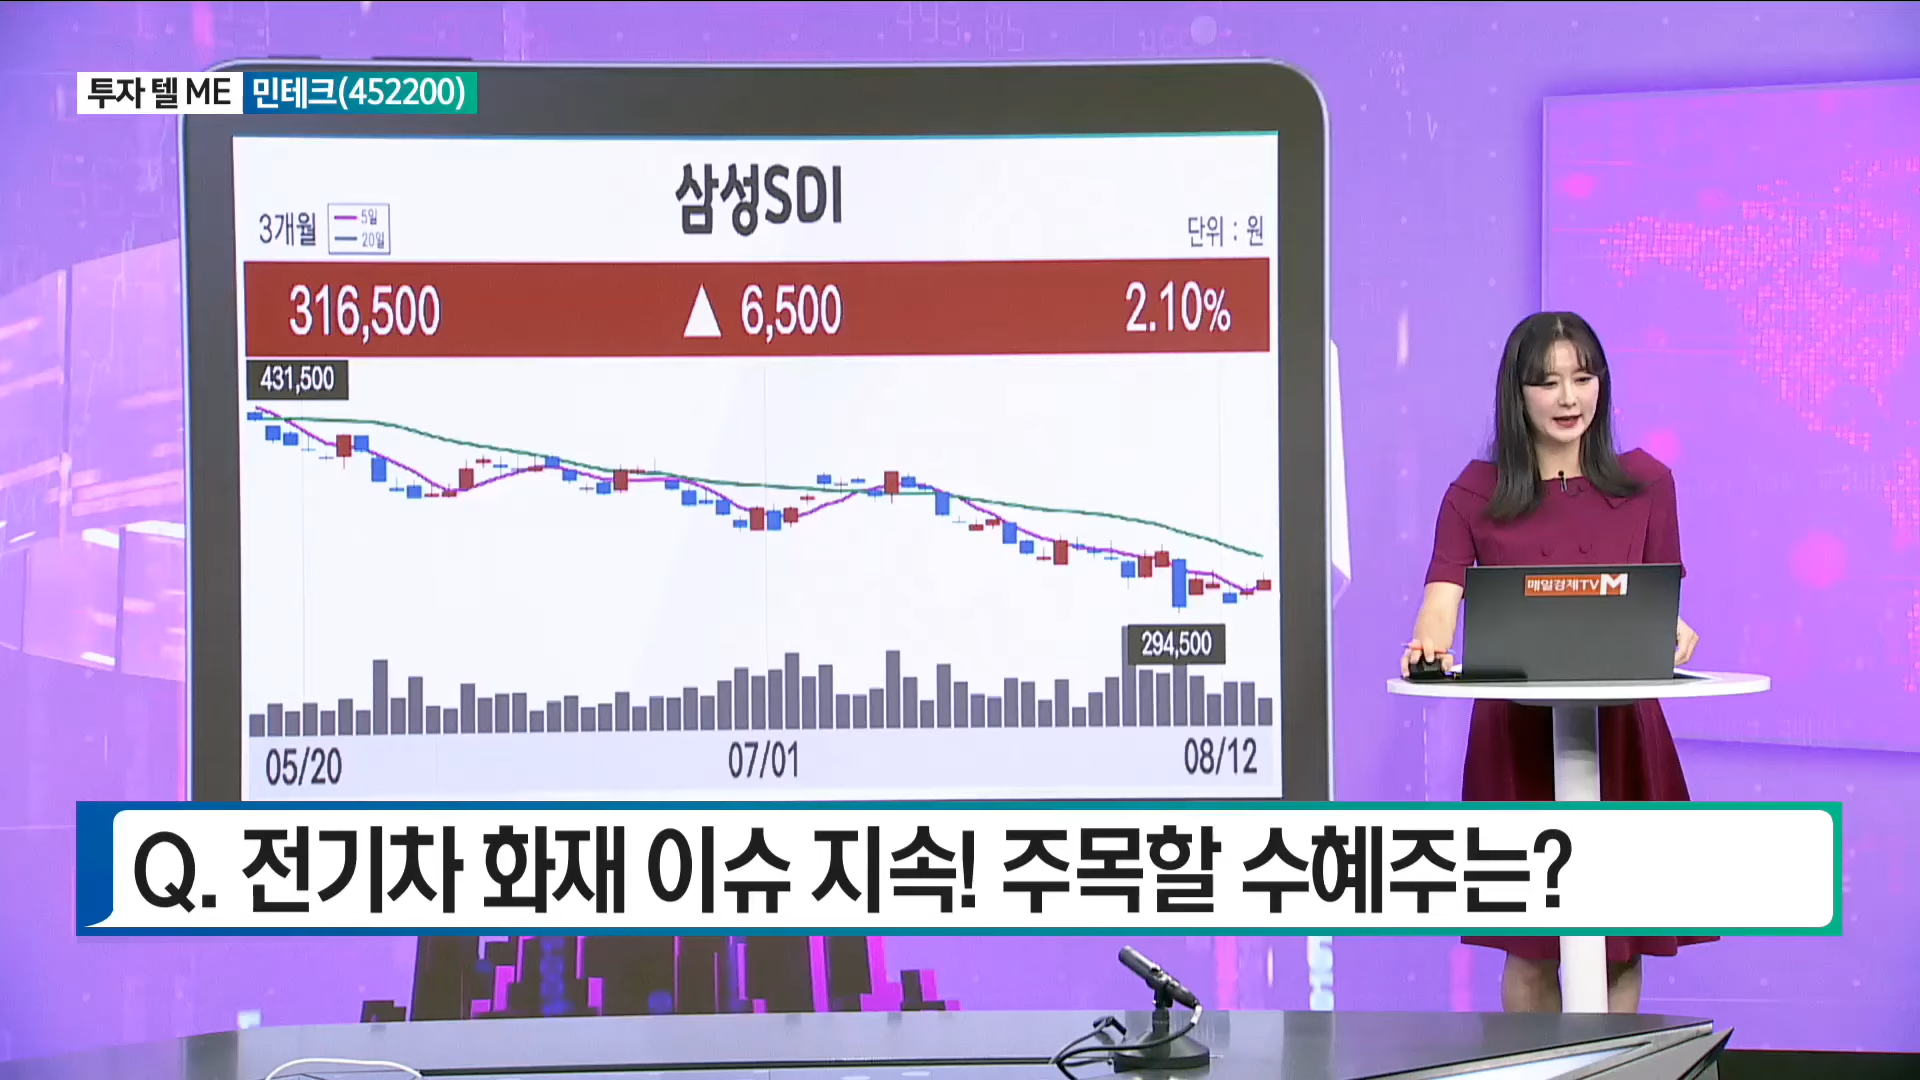 투자 텔 ME 민테크(452200)
삼성SDI
3개월
5일
20일
단위 : 원
316,500 ▲ 6,500 2.10%
431,500
294,500
05/20 07/01 08/12
매일경제TV M
Q. 전기차 화재 이슈 지속! 주목할 수혜주는?